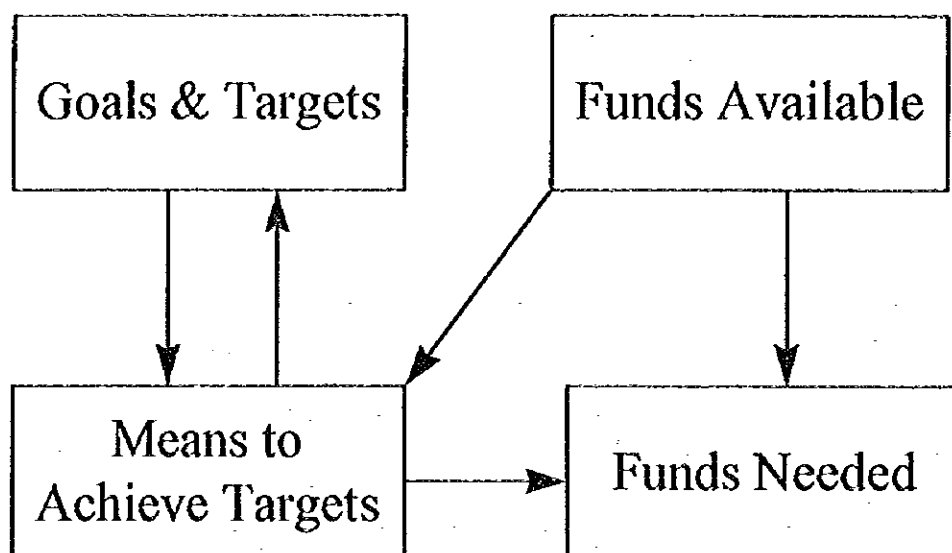 Goals & Targets
Funds Available
Means to
Achieve Targets
Funds Needed